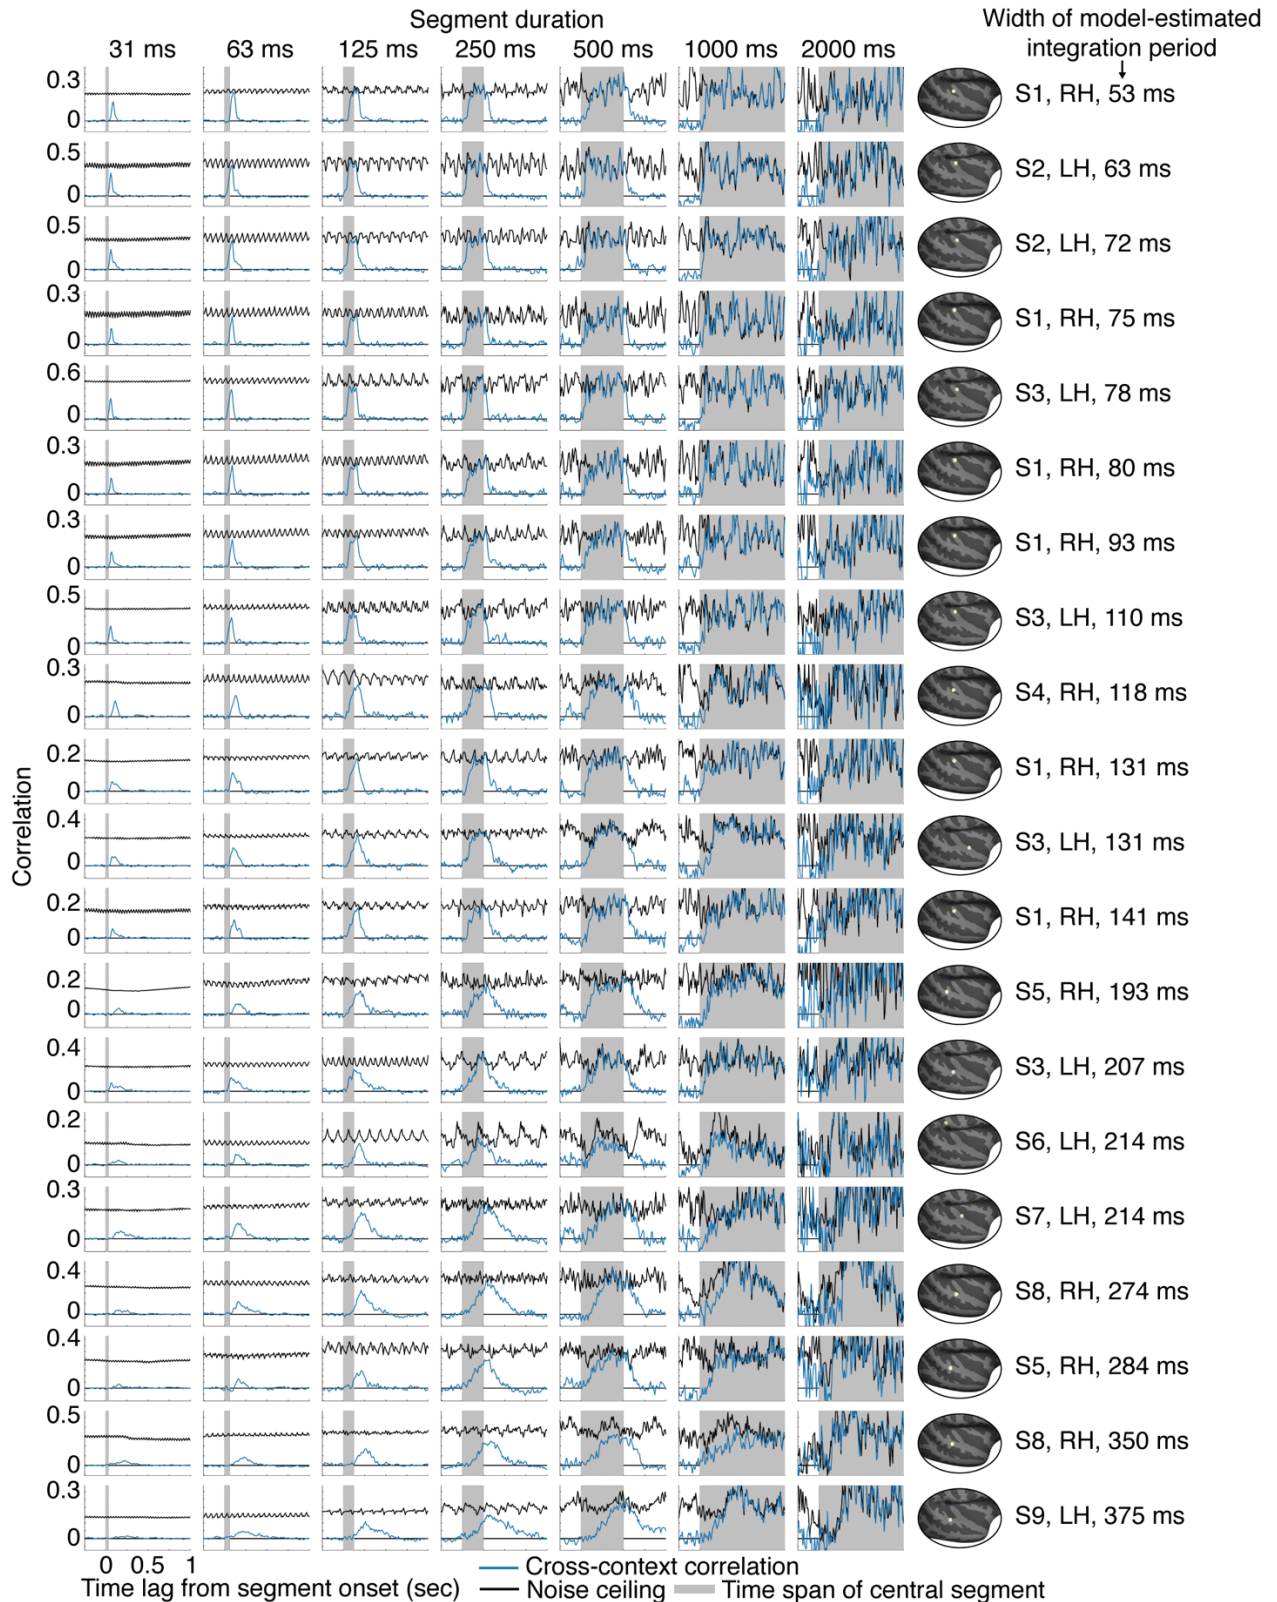 Segment duration
Width of model-estimated
integration period
31 ms 63 ms 125 ms 250 ms 500 ms 1000 ms 2000 ms
0.3
0
S1, RH, 53 ms
0.5
0
S2, LH, 63 ms
0.5
0
S2, LH, 72 ms
0.3
0
S1, RH, 75 ms
0.6
0
S3, LH, 78 ms
0.3
0
S1, RH, 80 ms
0.3
0
S1, RH, 93 ms
0.5
0
S3, LH, 110 ms
0.3
0
S4, RH, 118 ms
0.2
0
S1, RH, 131 ms
0.4
0
S3, LH, 131 ms
0.2
0
S1, RH, 141 ms
0.2
0
S5, RH, 193 ms
0.4
0
S3, LH, 207 ms
0.2
0
S6, LH, 214 ms
0.3
0
S7, LH, 214 ms
0.4
0
S8, RH, 274 ms
0.4
0
S5, RH, 284 ms
0.5
0
S8, RH, 350 ms
0.3
0
S9, LH, 375 ms
Correlation
0 0.5 1
Time lag from segment onset (sec)
Cross-context correlation
Noise ceiling
Time span of central segment